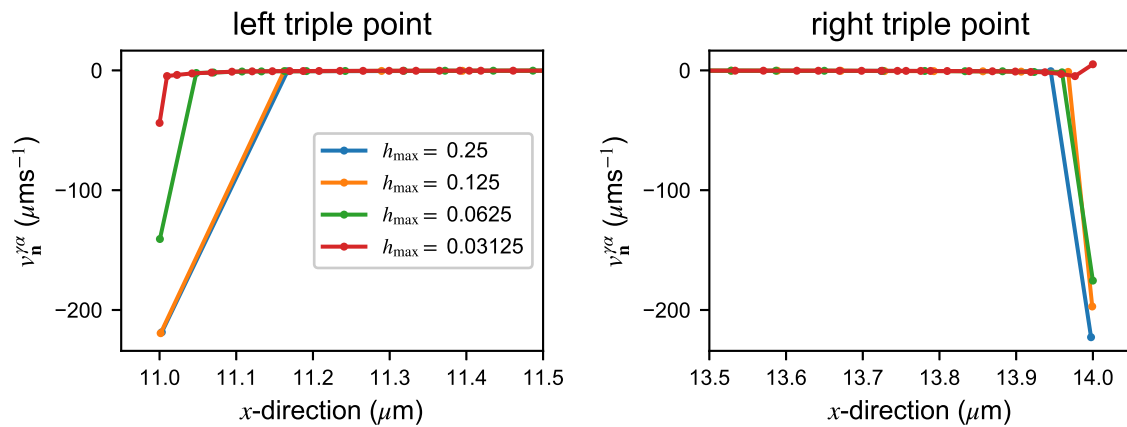 left triple point
right triple point
0
−100
−200
v_n^{γα} (μms⁻¹)
h_max = 0.25
h_max = 0.125
h_max = 0.0625
h_max = 0.03125
11.0 11.1 11.2 11.3 11.4 11.5
x-direction (μm)
0
−100
−200
v_n^{γα} (μms⁻¹)
13.5 13.6 13.7 13.8 13.9 14.0
x-direction (μm)